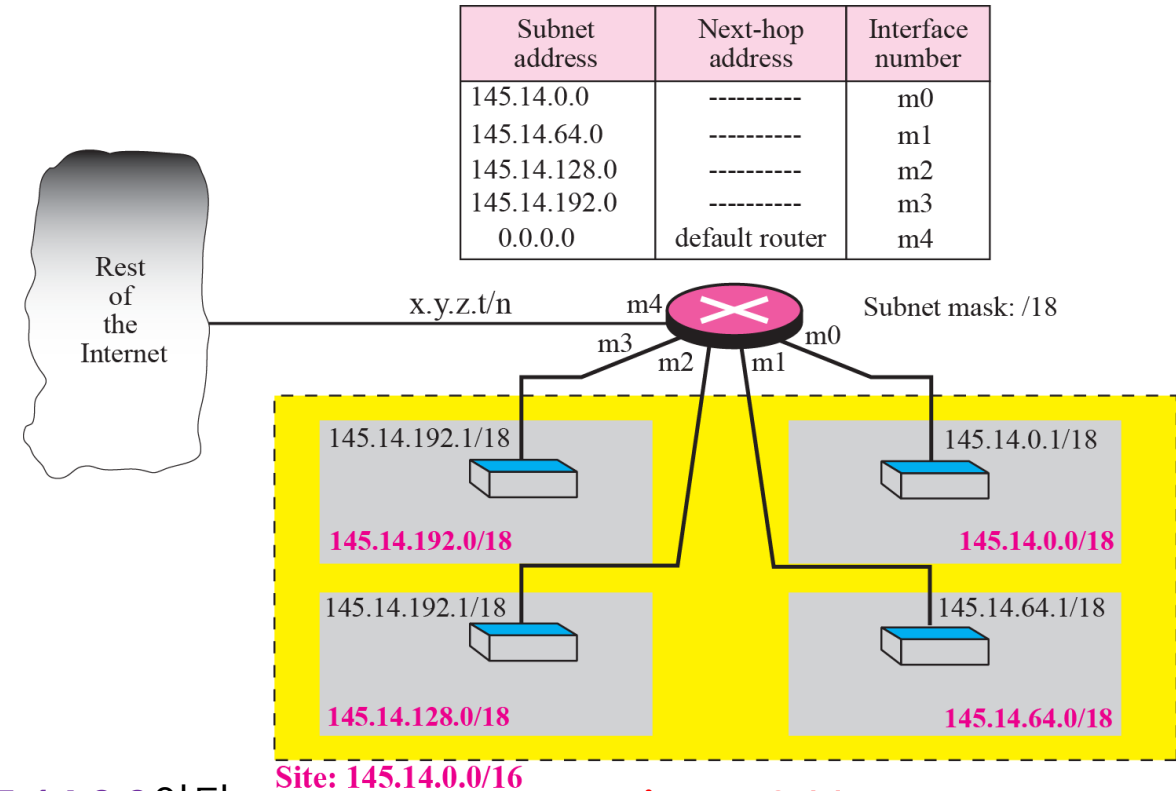 Subnet address Next-hop address Interface number
145.14.0.0 ---------- m0
145.14.64.0 ---------- m1
145.14.128.0 ---------- m2
145.14.192.0 ---------- m3
0.0.0.0 default router m4
Rest
of
the
Internet
x.y.z.t/n
m4
Subnet mask: /18
m3
m2
m1
m0
145.14.192.1/18
145.14.0.1/18
145.14.192.0/18
145.14.0.0/18
145.14.192.1/18
145.14.64.1/18
145.14.128.0/18
145.14.64.0/18
Site: 145.14.0.0/16